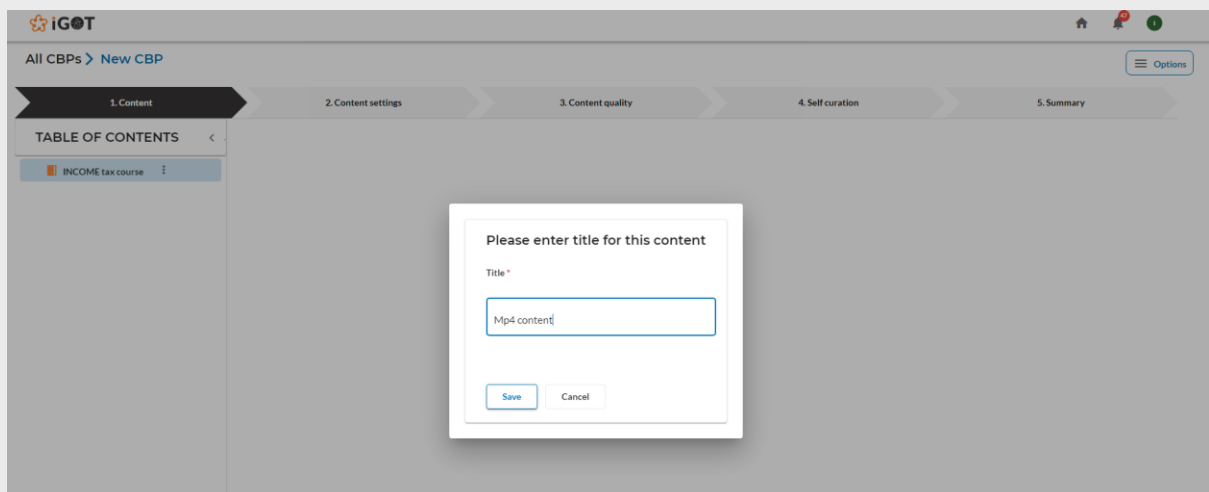 iGOT
47
All CBPs > New CBP
Options
1. Content
2. Content settings
3. Content quality
4. Self curation
5. Summary
TABLE OF CONTENTS
INCOME tax course
Please enter title for this content
Title *
Mp4 content
Save
Cancel